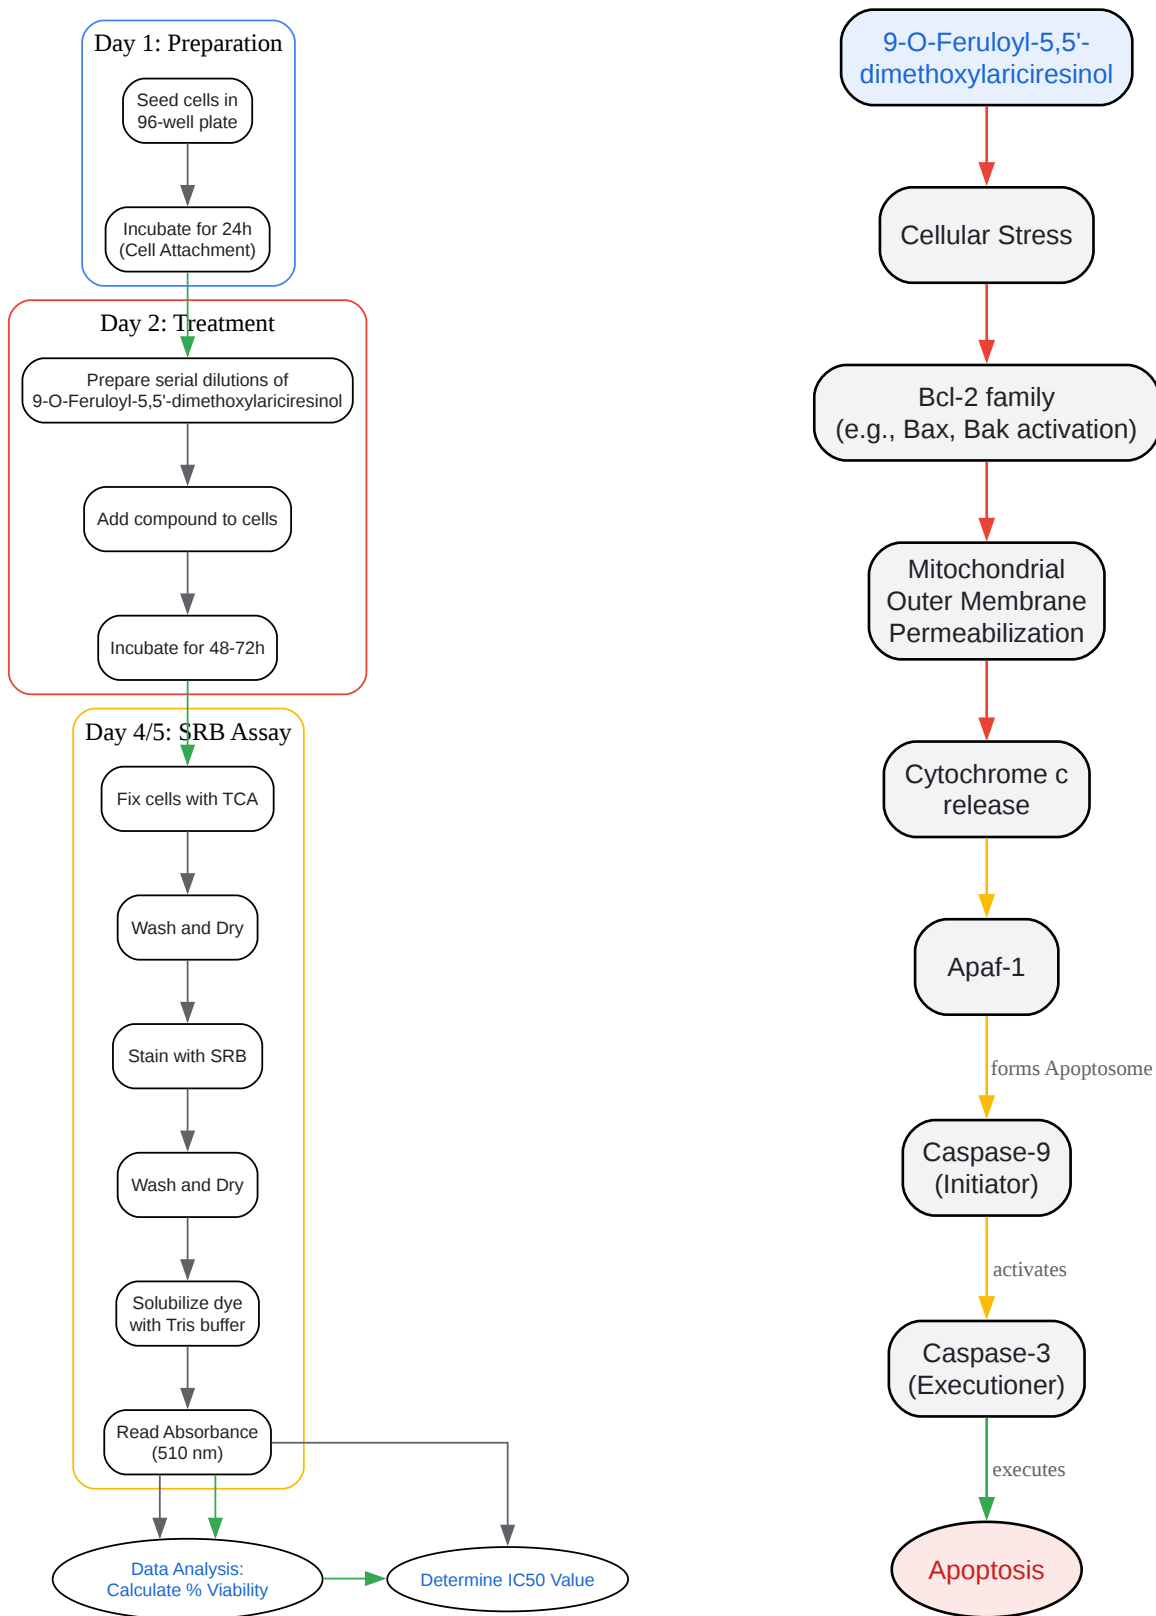 Day 1: Preparation
Seed cells in
96-well plate
Incubate for 24h
(Cell Attachment)
Day 2: Treatment
Prepare serial dilutions of
9-O-Feruloyl-5,5'-dimethoxylariciresinol
Add compound to cells
Incubate for 48-72h
Day 4/5: SRB Assay
Fix cells with TCA
Wash and Dry
Stain with SRB
Wash and Dry
Solubilize dye
with Tris buffer
Read Absorbance
(510 nm)
Data Analysis:
Calculate % Viability
Determine IC50 Value
9-O-Feruloyl-5,5'-
dimethoxylariciresinol
Cellular Stress
Bcl-2 family
(e.g., Bax, Bak activation)
Mitochondrial
Outer Membrane
Permeabilization
Cytochrome c
release
Apaf-1
forms Apoptosome
Caspase-9
(Initiator)
activates
Caspase-3
(Executioner)
executes
Apoptosis